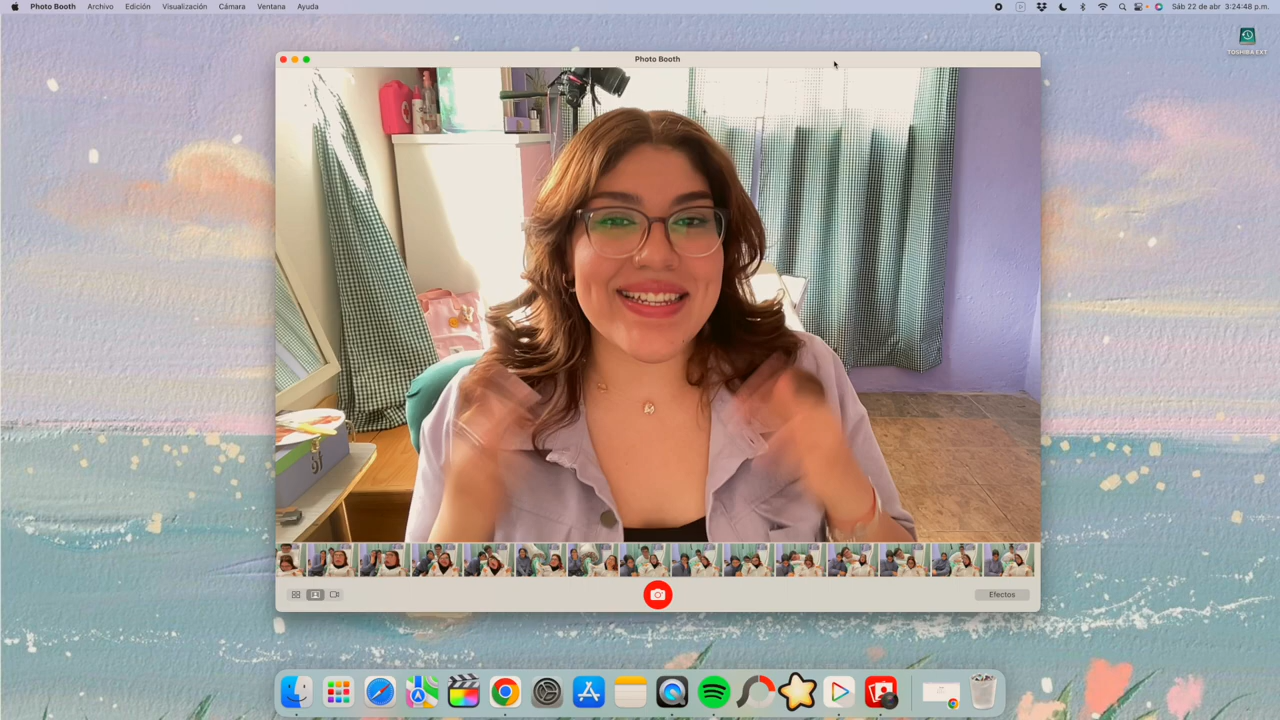 Photo Booth Archivo Edición Visualización Cámara Ventana Ayuda Sáb 22 de abr 3:24:48 p.m.
TOSHIBA EXT
Photo Booth
Efectos